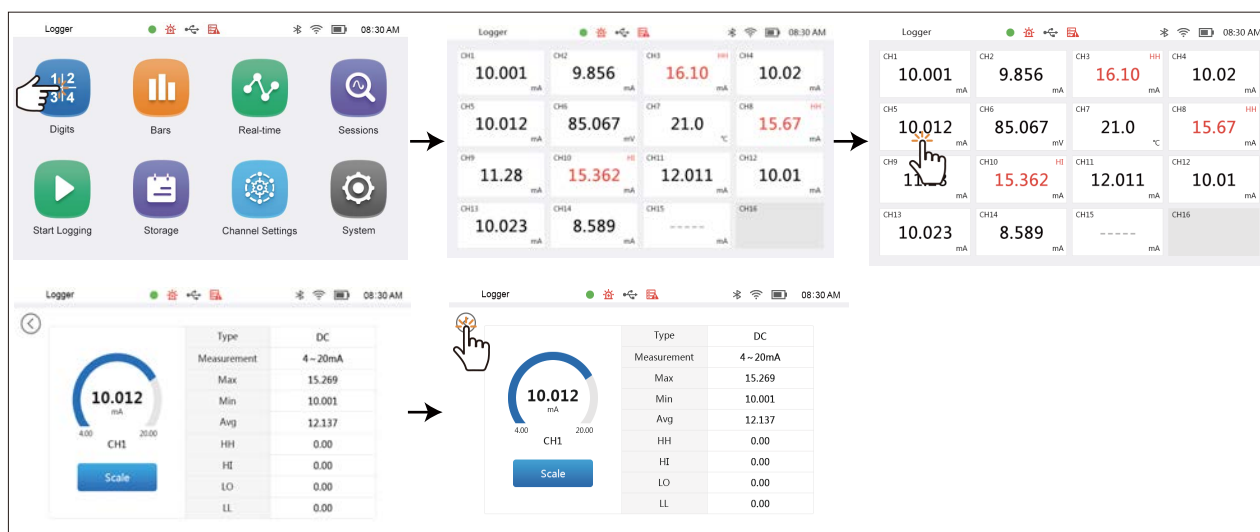 Logger 08:30 AM
1 2
3 4
Digits Bars Real-time Sessions
Start Logging Storage Channel Settings System
Logger 08:30 AM
CH1 CH2 CH3 HH CH4
10.001 9.856 16.10 10.02
mA mA mA mA
CH5 CH6 CH7 CH8 HH
10.012 85.067 21.0 15.67
mA mV ℃ mA
CH9 CH10 HI CH11 CH12
11.28 15.362 12.011 10.01
mA mA mA mA
CH13 CH14 CH15 CH16
10.023 8.589 -----
mA mA mA
Logger 08:30 AM
CH1 CH2 CH3 HH CH4
10.001 9.856 16.10 10.02
mA mA mA mA
CH5 CH6 CH7 CH8 HH
10.012 85.067 21.0 15.67
mA mV ℃ mA
CH9 CH10 HI CH11 CH12
15.362 12.011 10.01
mA mA mA mA
CH13 CH14 CH15 CH16
10.023 8.589 -----
mA mA mA
Logger 08:30 AM
10.012
mA
4.00 20.00
CH1
Scale
Type DC
Measurement 4~20mA
Max 15.269
Min 10.001
Avg 12.137
HH 0.00
HI 0.00
LO 0.00
LL 0.00
Logger 08:30 AM
10.012
mA
4.00 20.00
CH1
Scale
Type DC
Measurement 4~20mA
Max 15.269
Min 10.001
Avg 12.137
HH 0.00
HI 0.00
LO 0.00
LL 0.00